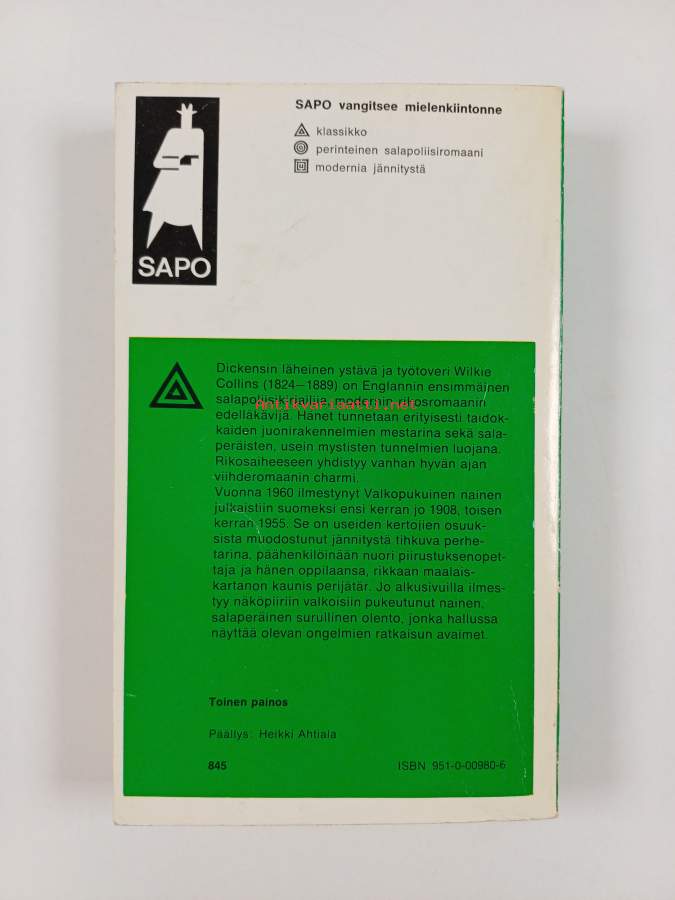 SAPO
SAPO vangitsee mielenkiintonne
klassikko
perinteinen salapoliisiromaani
modernia jännitystä
Dickensin läheinen ystävä ja työtoveri Wilkie
Collins (1824—1889) on Englannin ensimmäinen
salapoliisikirjailija, modernin rikosromaanin
Antikvariaatti.net
edelläkävijä. Hänet tunnetaan erityisesti taidok-
kaiden juonirakennelmien mestarina sekä sala-
peräisten, usein mystisten tunnelmien luojana.
Rikosaiheeseen yhdistyy vanhan hyvän ajan
viihderomaanin charmi.
Vuonna 1960 ilmestynyt Valkopukuinen nainen
julkaistiin suomeksi ensi kerran jo 1908, toisen
kerran 1955. Se on useiden kertojien osuuk-
sista muodostunut jännitystä tihkuva perhe-
tarina, päähenkilöinään nuori piirustuksenopet-
taja ja hänen oppilaansa, rikkaan maalais-
kartanon kaunis perijätär. Jo alkusivuilla ilmes-
tyy näköpiiriin valkoisiin pukeutunut nainen,
salaperäinen surullinen olento, jonka hallussa
näyttää olevan ongelmien ratkaisun avaimet.
Toinen painos
Päällys: Heikki Ahtiala
845
ISBN 951-0-00980-6